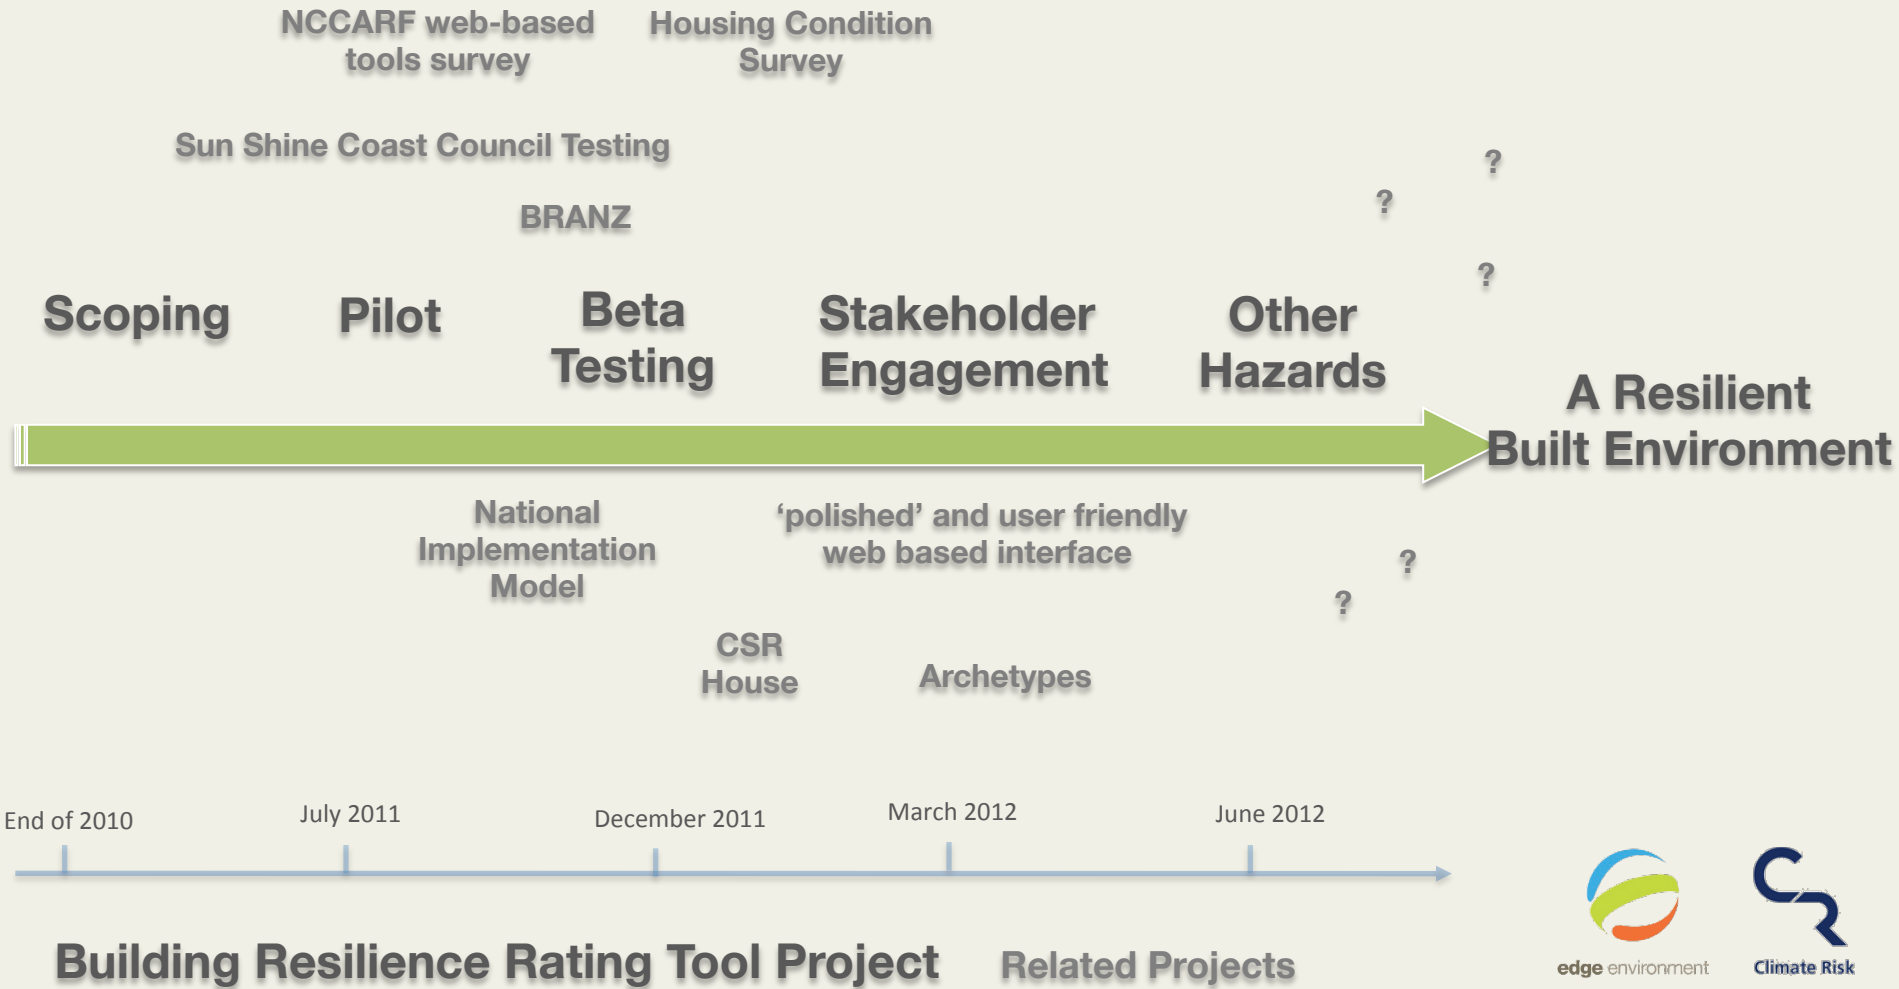 NCCARF web-based
tools survey
Housing Condition
Survey
Sun Shine Coast Council Testing
?
?
BRANZ
?
Scoping
Pilot
Beta
Testing
Stakeholder
Engagement
Other
Hazards
A Resilient
Built Environment
National
Implementation
Model
‘polished’ and user friendly
web based interface
?
?
CSR
House
Archetypes
End of 2010
July 2011
December 2011
March 2012
June 2012
Building Resilience Rating Tool Project
Related Projects
edge environment
CR
Climate Risk